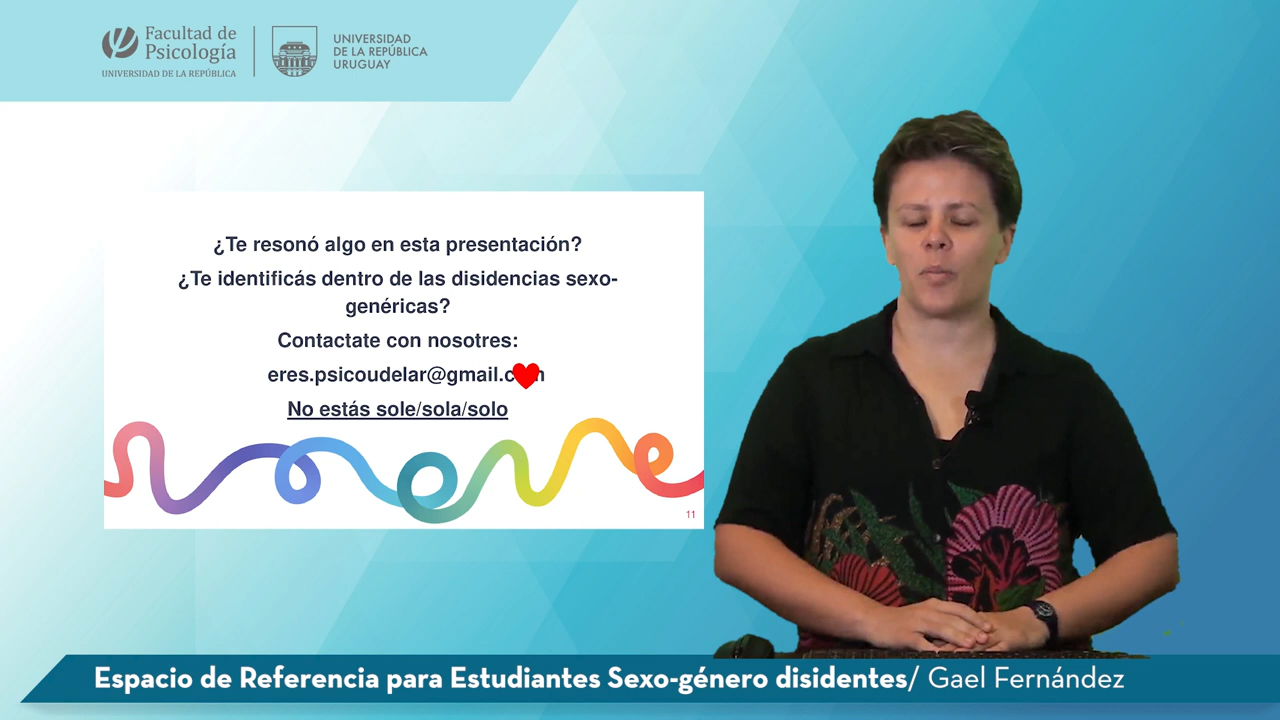 Facultad de
Psicología
UNIVERSIDAD DE LA REPÚBLICA
UNIVERSIDAD
DE LA REPÚBLICA
URUGUAY
¿Te resonó algo en esta presentación?
¿Te identificás dentro de las disidencias sexo-
genéricas?
Contactate con nosotres:
eres.psicoudelar@gmail.c
No estás sole/sola/solo
11
Espacio de Referencia para Estudiantes Sexo-género disidentes/ Gael Fernández